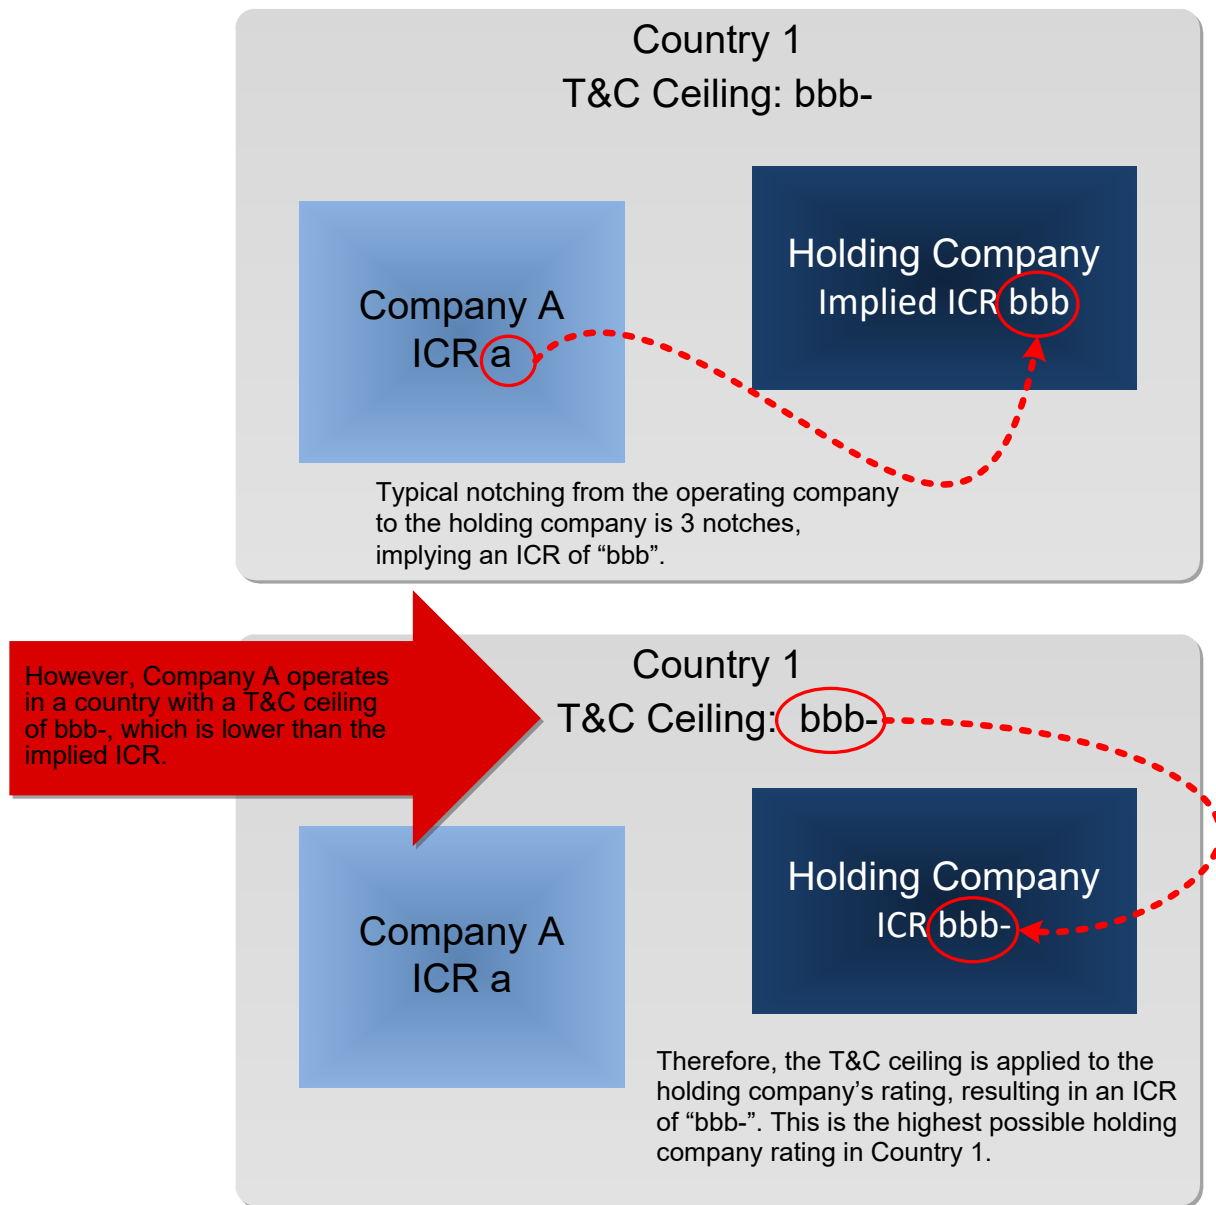 Country 1
T&C Ceiling: bbb-
Company A
ICR a
Holding Company
Implied ICR bbb
Typical notching from the operating company
to the holding company is 3 notches,
implying an ICR of “bbb”.
However, Company A operates
in a country with a T&C ceiling
of bbb-, which is lower than the
implied ICR.
Country 1
T&C Ceiling: bbb-
Company A
ICR a
Holding Company
ICR bbb-
Therefore, the T&C ceiling is applied to the
holding company’s rating, resulting in an ICR
of “bbb-”. This is the highest possible holding
company rating in Country 1.